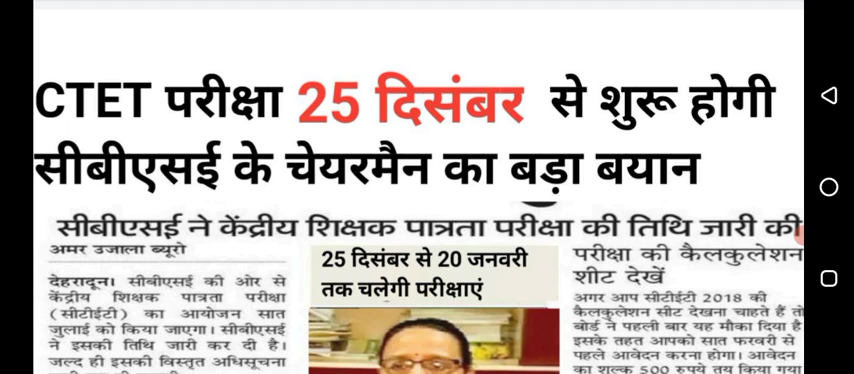 CTET परीक्षा 25 दिसंबर से शुरू होगी
सीबीएसई के चेयरमैन का बड़ा बयान
सीबीएसई ने केंद्रीय शिक्षक पात्रता परीक्षा की तिथि जारी की
अमर उजाला ब्यूरो
देहरादून। सीबीएसई की ओर से
केंद्रीय शिक्षक पात्रता परीक्षा
(सीटीईटी) का आयोजन सात
जुलाई को किया जाएगा। सीबीएसई
ने इसकी तिथि जारी कर दी है।
जल्द ही इसकी विस्तृत अधिसूचना
25 दिसंबर से 20 जनवरी
तक चलेगी परीक्षाएं
परीक्षा की कैलकुलेशन
शीट देखें
अगर आप सीटीईटी 2018 की
कैलकुलेशन सीट देखना चाहते हैं तो
बोर्ड ने पहली बार यह मौका दिया है
इसके तहत आपको सात फरवरी से
पहले आवेदन करना होगा। आवेदन
का शुल्क 500 रुपये तय किया गया